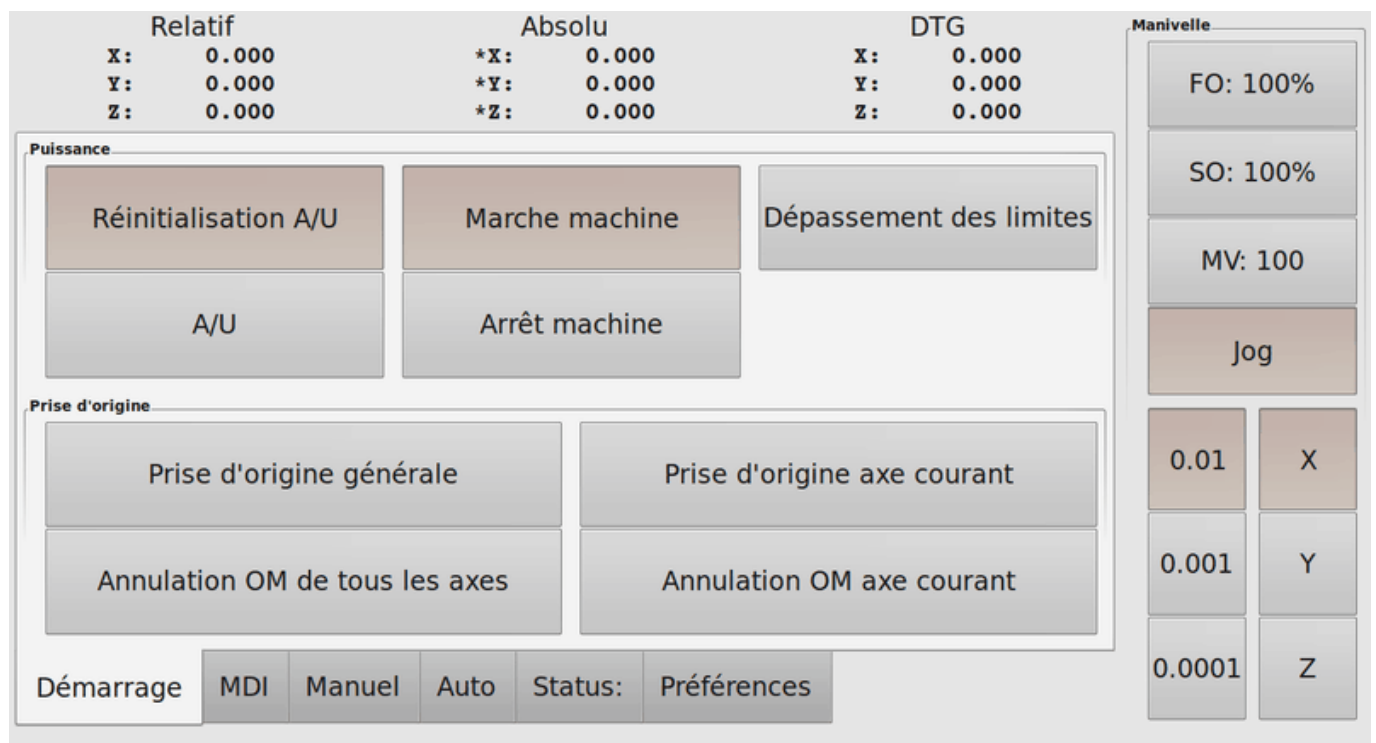 Relatif Absolu DTG
X: 0.000 *X: 0.000 X: 0.000
Y: 0.000 *Y: 0.000 Y: 0.000
Z: 0.000 *Z: 0.000 Z: 0.000
Puissance
Réinitialisation A/U Marche machine Dépassement des limites
A/U Arrêt machine
Prise d'origine
Prise d'origine générale Prise d'origine axe courant
Annulation OM de tous les axes Annulation OM axe courant
Démarrage MDI Manuel Auto Status: Préférences
Manivelle
FO: 100%
SO: 100%
MV: 100
Jog
0.01 X
0.001 Y
0.0001 Z